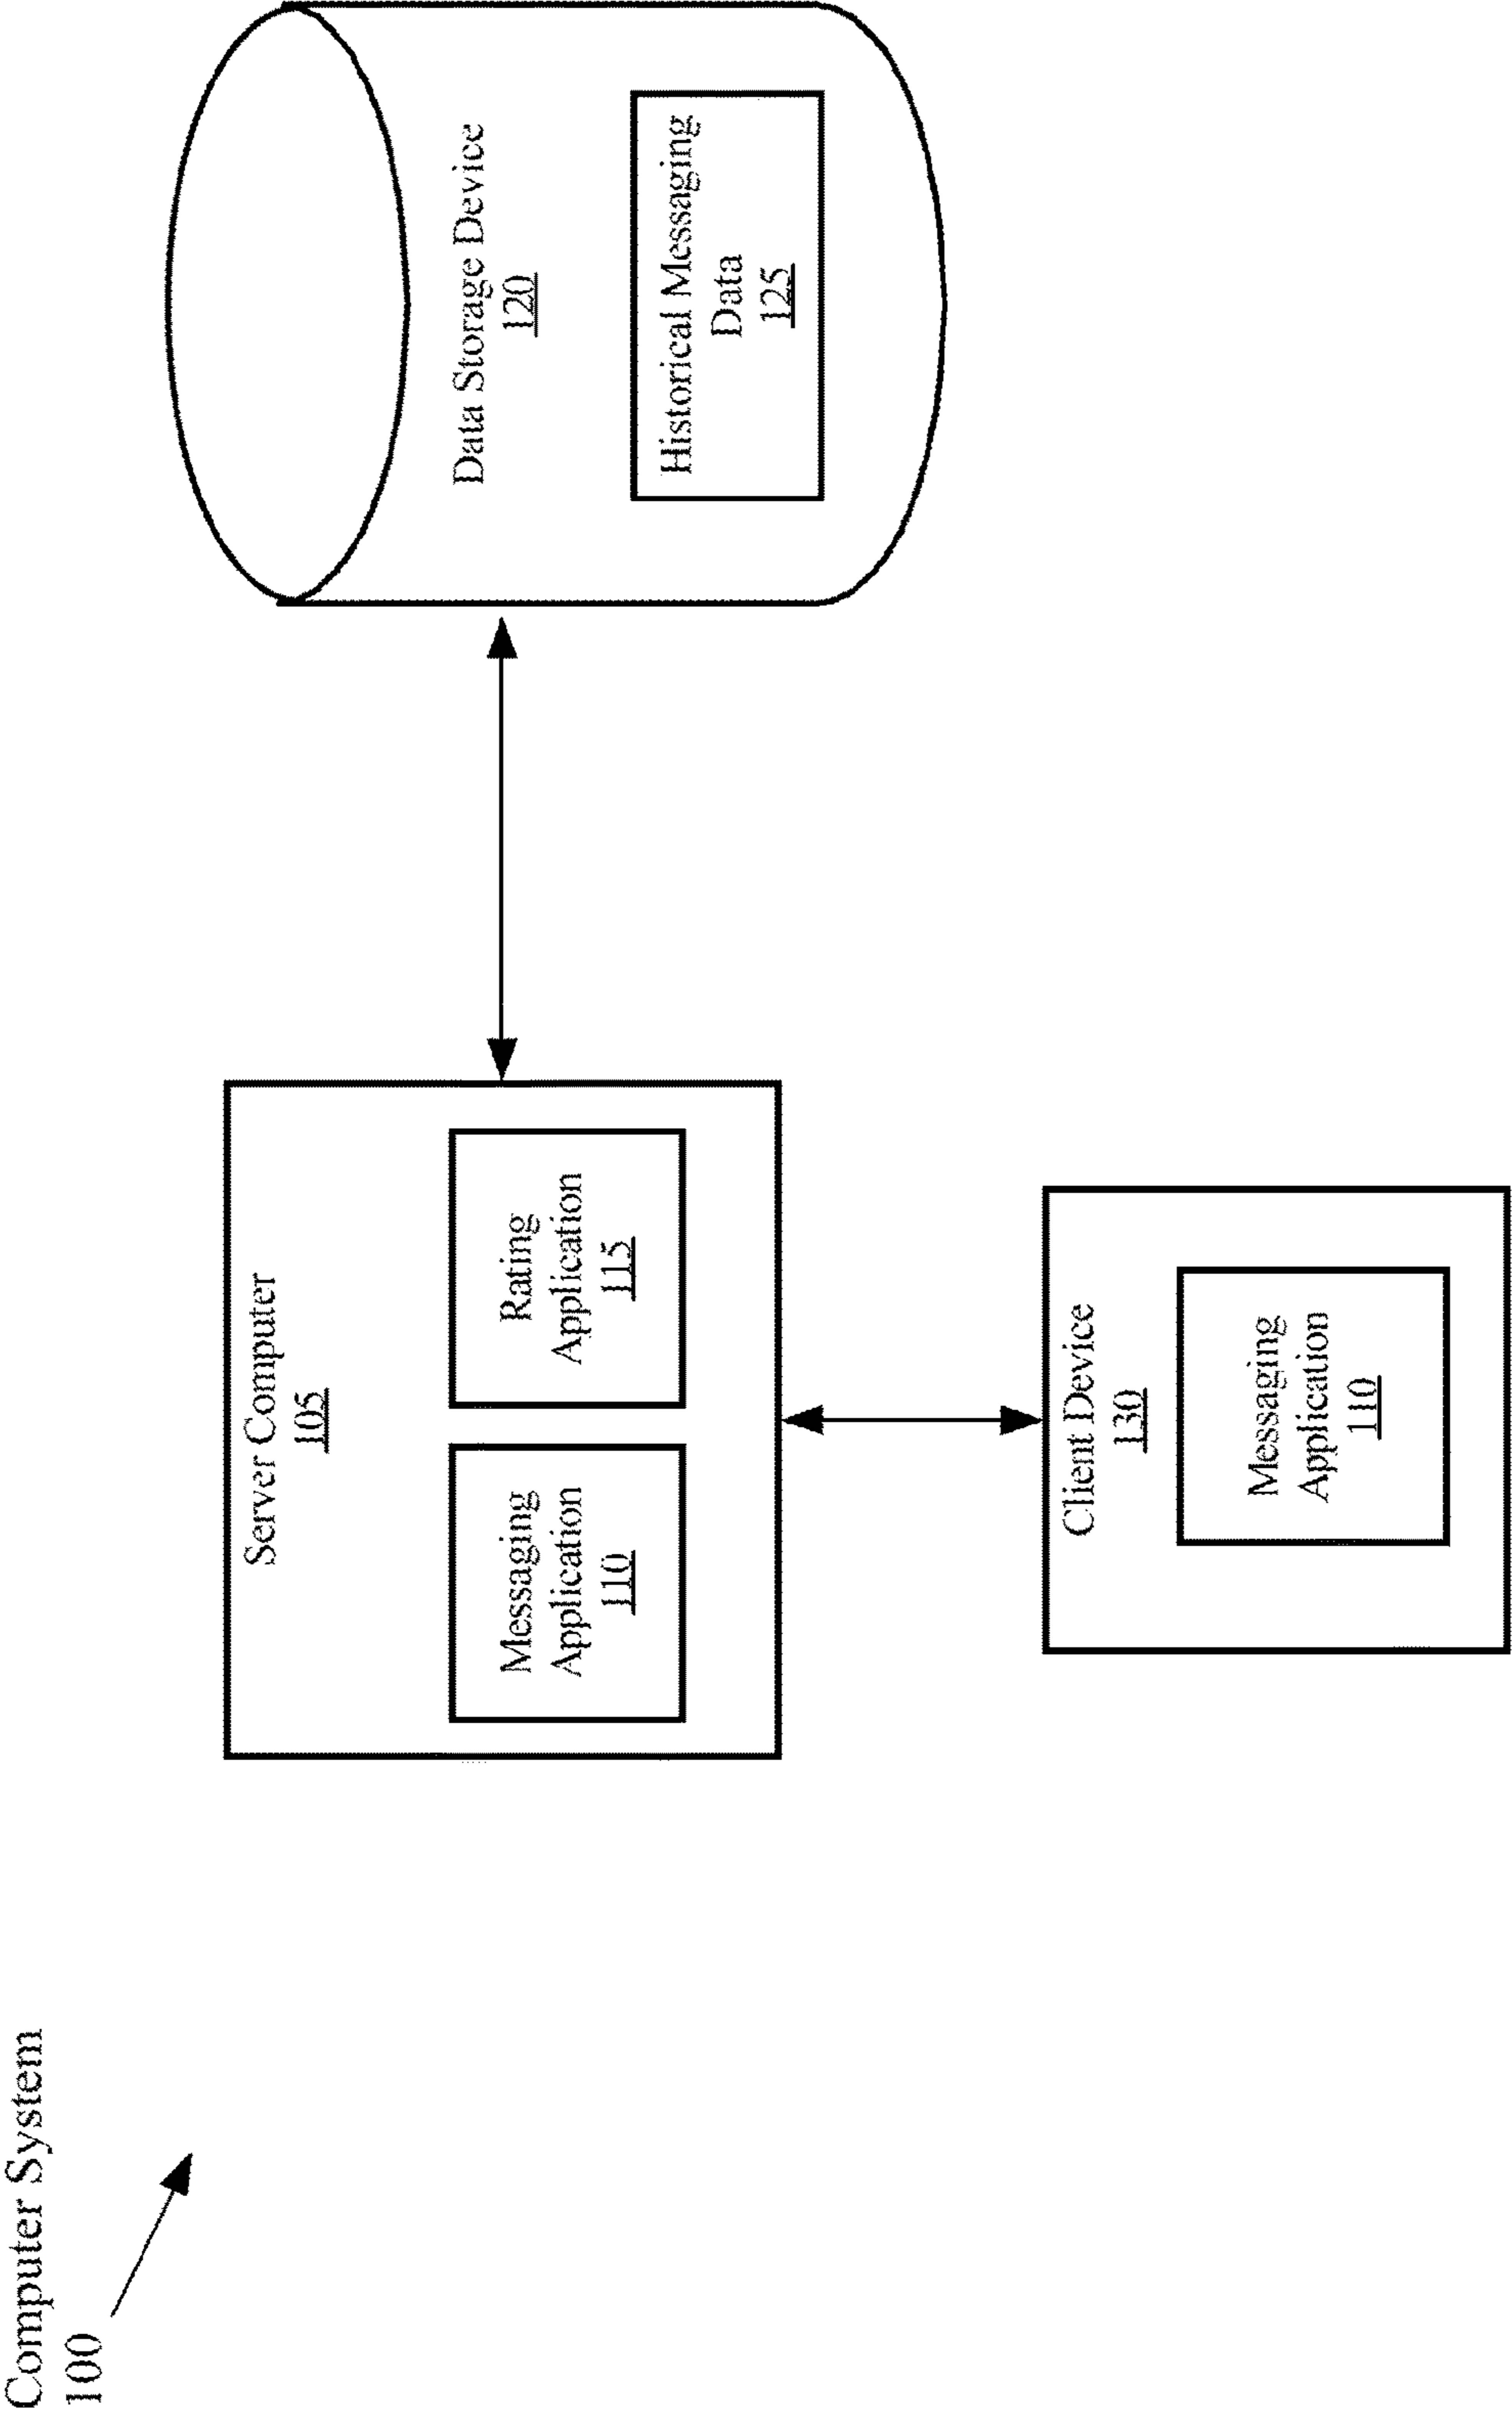 Computer System
100
Server Computer
105
Messaging
Application
110
Rating
Application
115
Data Storage Device
120
Historical Messaging
Data
125
Client Device
130
Messaging
Application
110